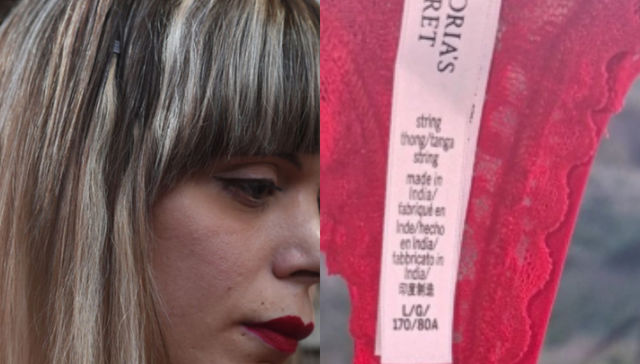 ORIA'S
RET
string
thong/tanga
string
made in
India/
fabriqué en
Inde/hecho
en India/
fabbricato in
India/
印度制造
L/G/
170/80A